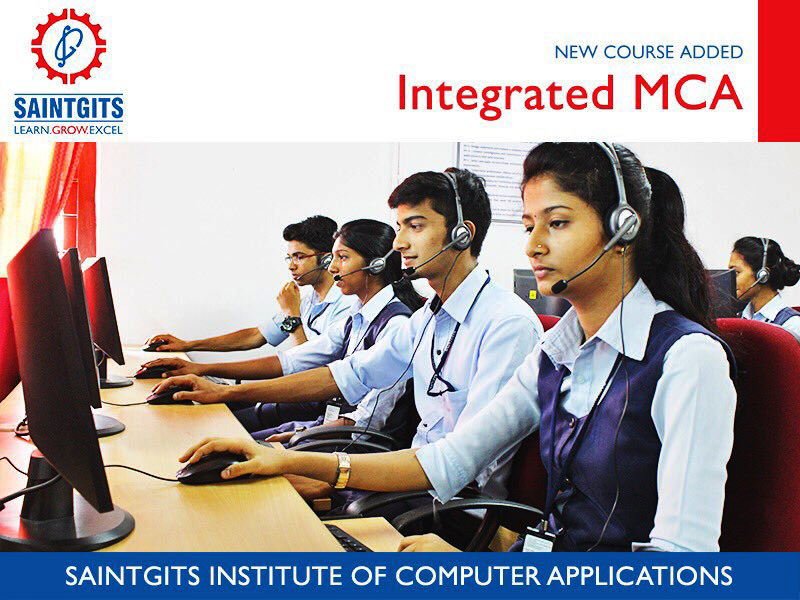 SAINTGITS
LEARN.GROW.EXCEL
NEW COURSE ADDED
Integrated MCA
SAINTGITS INSTITUTE OF COMPUTER APPLICATIONS